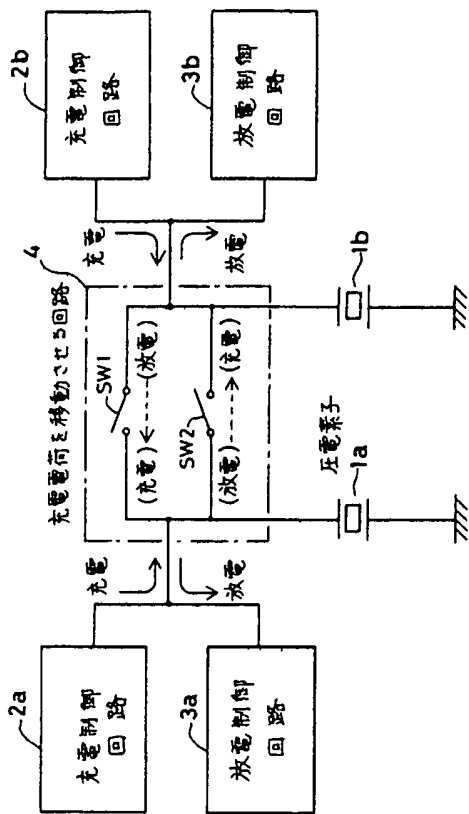 2a
充電制御
回路
3a
放電制御
回路
充電
放電
充電電荷を移動させる回路
4
SW1
(充電)
(放電)
SW2
(放電)
(充電)
圧電素子
1a
1b
充電
放電
2b
充電制御
回路
3b
放電制御
回路